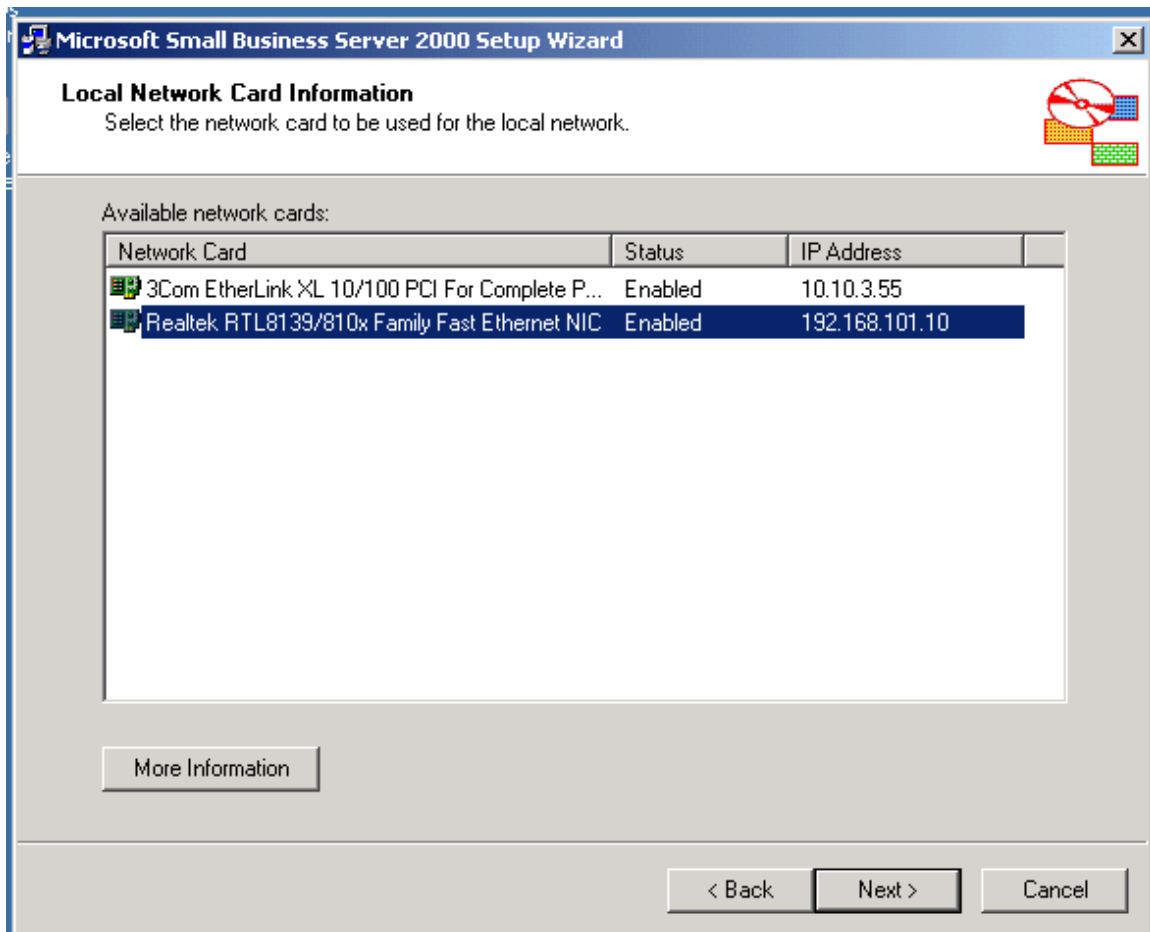 Microsoft Small Business Server 2000 Setup Wizard
Local Network Card Information
Select the network card to be used for the local network.
Available network cards:
Network Card Status IP Address
3Com EtherLink XL 10/100 PCI For Complete P... Enabled 10.10.3.55
Realtek RTL8139/810x Family Fast Ethernet NIC Enabled 192.168.101.10
More Information
< Back Next > Cancel